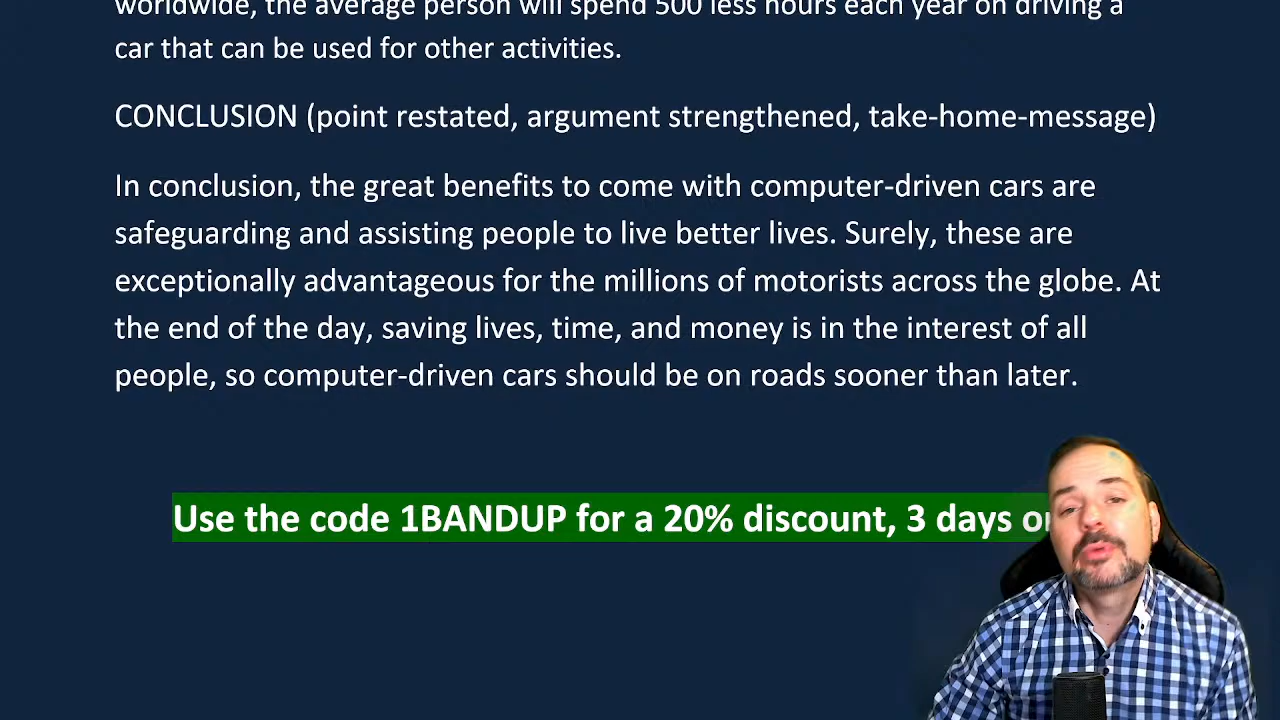 worldwide, the average person will spend 500 less hours each year on driving a
car that can be used for other activities.
CONCLUSION (point restated, argument strengthened, take-home-message)
In conclusion, the great benefits to come with computer-driven cars are
safeguarding and assisting people to live better lives. Surely, these are
exceptionally advantageous for the millions of motorists across the globe. At
the end of the day, saving lives, time, and money is in the interest of all
people, so computer-driven cars should be on roads sooner than later.
Use the code 1BANDUP for a 20% discount, 3 days